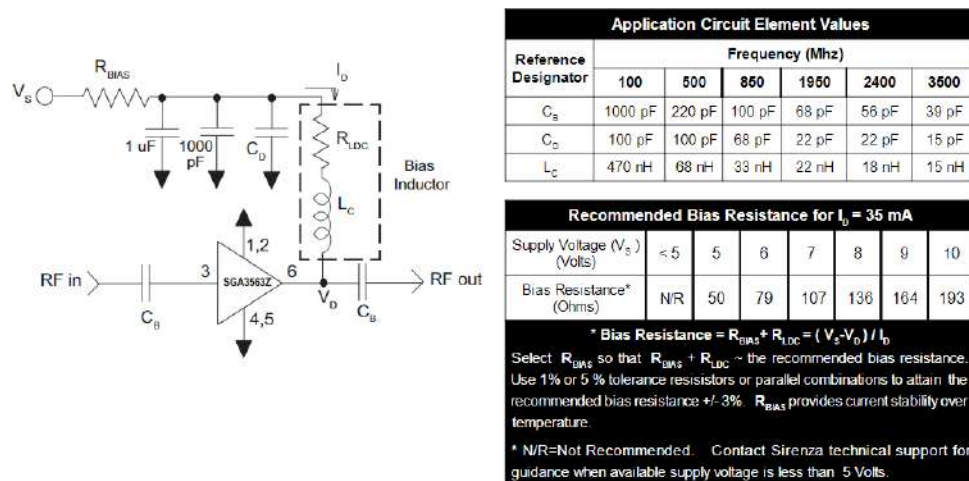 R_BIAS
I_D
V_S
1 uF
1000
pF
C_D
R_LDC
Bias
Inductor
L_C
1,2
RF in
3
SGA3563Z
6
RF out
V_D
C_B
C_B
4,5
Application Circuit Element Values
Reference
Designator
Frequency (Mhz)
100 500 850 1950 2400 3500
C_B 1000 pF 220 pF 100 pF 68 pF 56 pF 39 pF
C_D 100 pF 100 pF 68 pF 22 pF 22 pF 15 pF
L_C 470 nH 68 nH 33 nH 22 nH 18 nH 15 nH
Recommended Bias Resistance for I_D = 35 mA
Supply Voltage (V_S)
(Volts)
< 5 5 6 7 8 9 10
Bias Resistance*
(Ohms)
N/R 50 79 107 136 164 193
* Bias Resistance = R_BIAS + R_LDC = ( V_S-V_D ) / I_D
Select R_BIAS so that R_BIAS + R_LDC ~ the recommended bias resistance.
Use 1% or 5 % tolerance resisistors or parallel combinations to attain the
recommended bias resistance +/- 3%. R_BIAS provides current stability over
temperature.
* N/R=Not Recommended. Contact Sirenza technical support for
guidance when available supply voltage is less than 5 Volts.